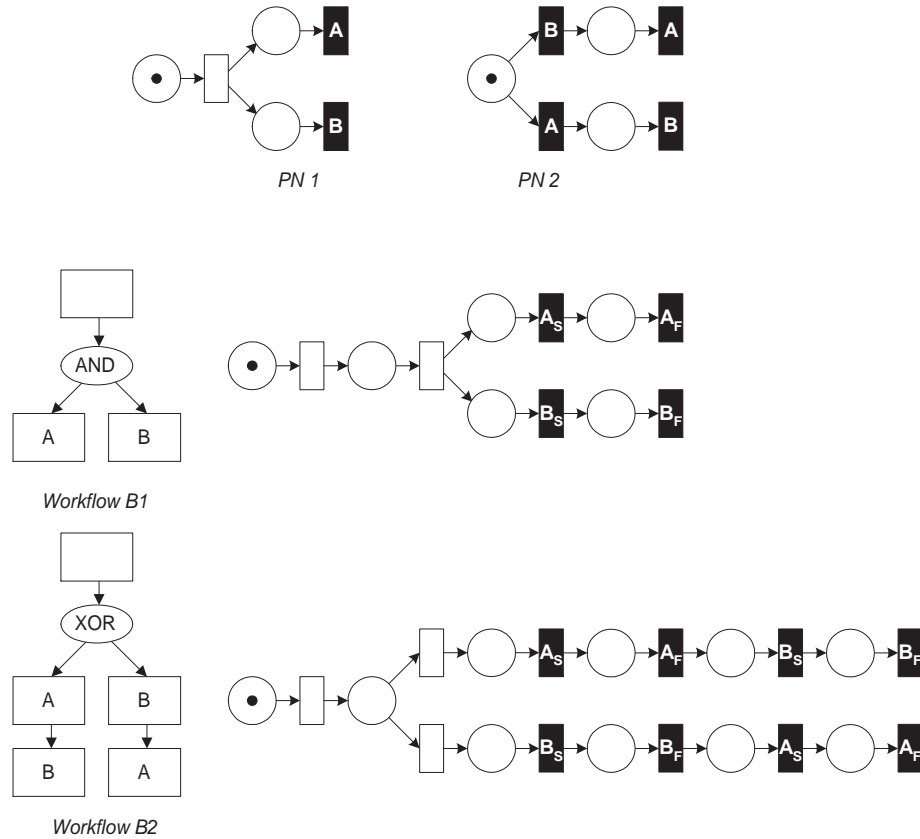 A
B
PN 1
B A
A B
PN 2
AND
A B
Workflow B1
A_S A_F
B_S B_F
XOR
A B
B A
Workflow B2
A_S A_F B_S B_F
B_S B_F A_S A_F